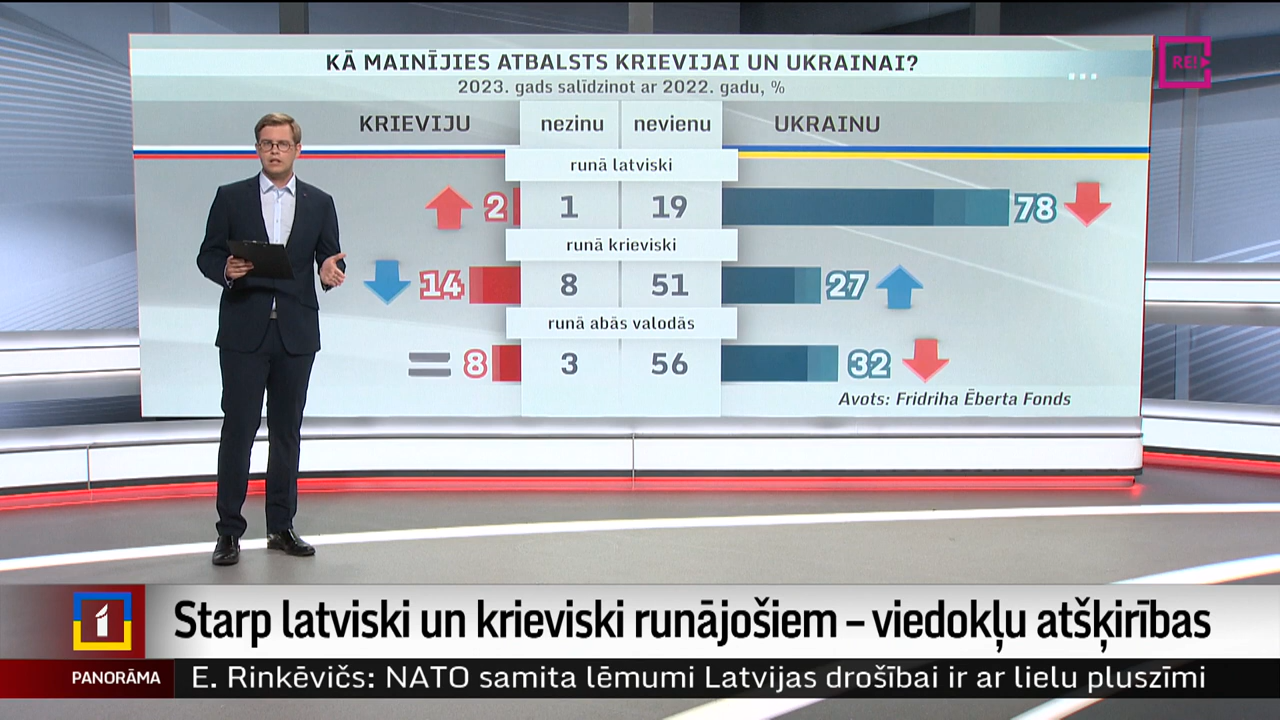 KĀ MAINĪJIES ATBALSTS KRIEVIJAI UN UKRAINAI?
2023. gads salīdzinot ar 2022. gadu, %
RE!
KRIEVIJU nezinu nevienu UKRAINU
runā latviski
2 1 19 78
runā krieviski
14 8 51 27
runā abās valodās
8 3 56 32
Avots: Fridriha Ēberta Fonds
1 Starp latviski un krieviski runājošiem – viedokļu atšķirības
PANORĀMA E. Rinkēvičs: NATO samita lēmumi Latvijas drošībai ir ar lielu pluszīmi